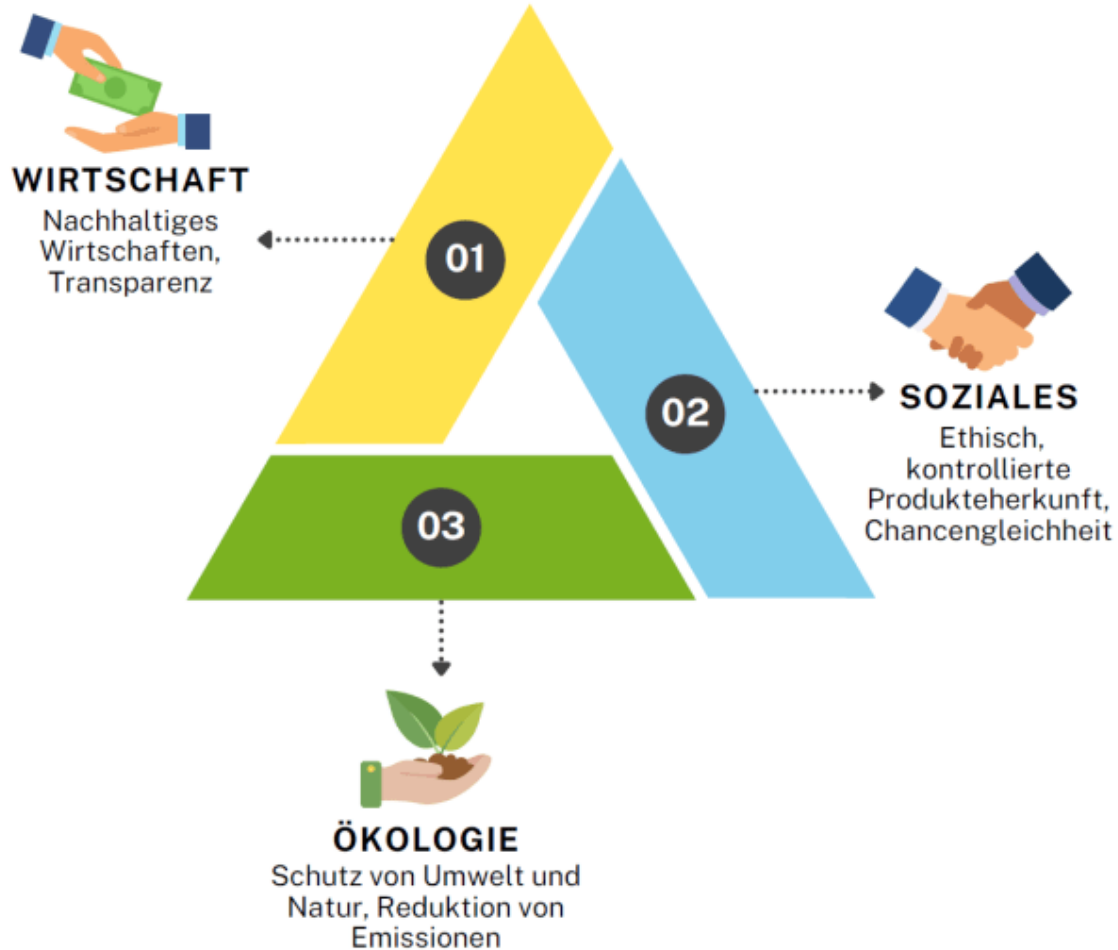 WIRTSCHAFT
Nachhaltiges
Wirtschaften,
Transparenz
01
02
SOZIALES
Ethisch,
kontrollierte
Produkteherkunft,
Chancengleichheit
03
ÖKOLOGIE
Schutz von Umwelt und
Natur, Reduktion von
Emissionen